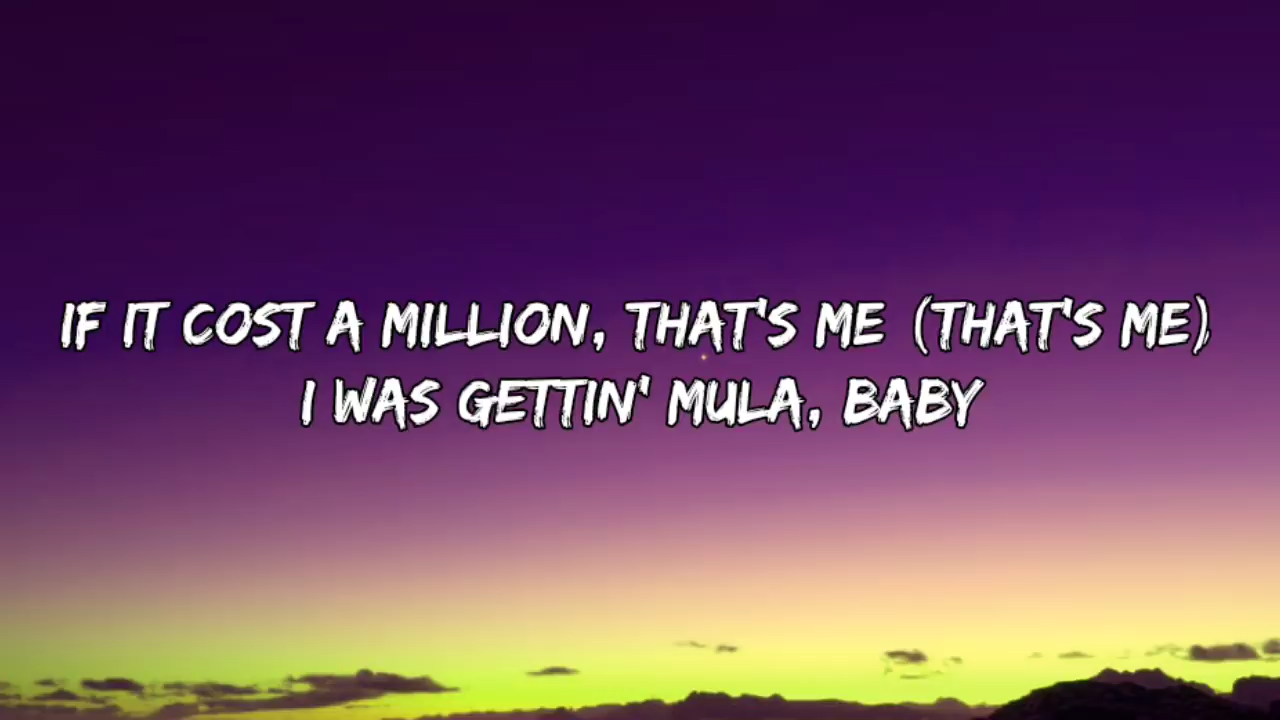 IF IT COST A MILLION, THAT'S ME (THAT'S ME)
I WAS GETTIN' MULA, BABY